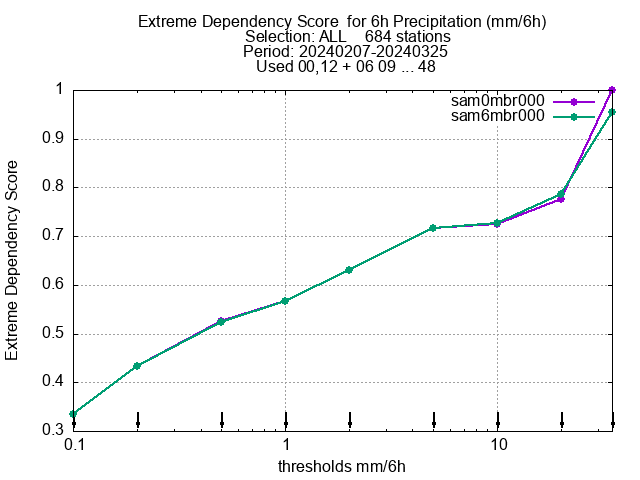 Extreme Dependency Score  for 6h Precipitation (mm/6h)
Selection: ALL    684 stations
Period: 20240207-20240325
Used 00,12 + 06 09 ... 48
sam0mbr000
sam6mbr000
1
0.9
0.8
0.7
0.6
0.5
0.4
0.3
Extreme Dependency Score
0.1
1
10
thresholds mm/6h